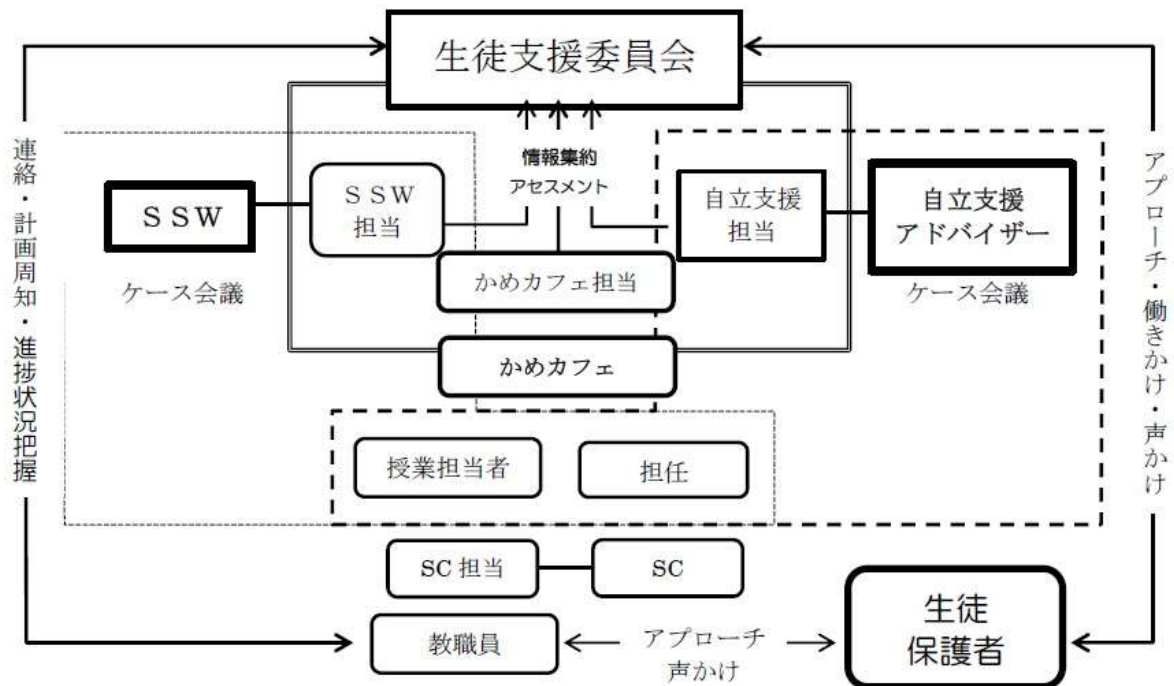 生徒支援委員会
連絡・計画周知・進捗状況把握
アプローチ・働きかけ・声かけ
情報集約
アセスメント
ＳＳＷ
ＳＳＷ
担当
自立支援
担当
自立支援
アドバイザー
ケース会議
かめカフェ担当
ケース会議
かめカフェ
授業担当者
担任
SC 担当
SC
教職員
アプローチ
声かけ
生徒
保護者